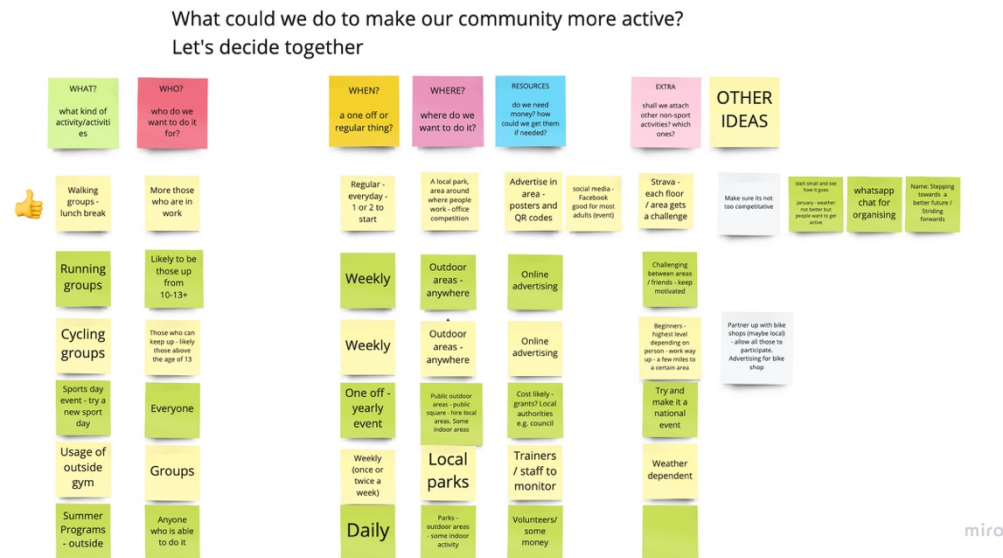 What could we do to make our community more active?
Let's decide together
WHAT?
what kind of
activity/activiti
es
WHO?
who do we
want to do it
for?
WHEN?
a one off or
regular thing?
WHERE?
where do we
want to do it?
RESOURCES
do we need
money? how
could we get them
if needed?
EXTRA
shall we attach
other non-sport
activities? which
ones?
OTHER
IDEAS
Walking
groups -
lunch break
More those
who are in
work
Regular -
everyday -
1 or 2 to
start
A local park,
area around
where people
work - office
competition
Advertise in
area -
posters and
QR codes
social media -
Facebook
good for most
adults (event)
Strava -
each floor
/ area gets
a challenge
Make sure its not
too competitative
start small and see
how it goes
January - weather
not better but
people want to get
active
whatsapp
chat for
organising
Name: Stepping
towards a
better future /
Striding
forwards
Running
groups
Likely to be
those up
from
10-13+
Weekly
Outdoor
areas -
anywhere
Online
advertising
Challenging
between areas
/ friends - keep
motivated
Cycling
groups
Those who can
keep up - likely
those above
the age of 13
Weekly
Outdoor
areas -
anywhere
Online
advertising
Beginners -
highest level
depending on
person - work way
up - a few miles to
a certain area
Partner up with bike
shops (maybe local)
- allow all those to
participate.
Advertising for bike
shop
Sports day
event - try a
new sport
day
Everyone
One off -
yearly
event
Public outdoor
areas - public
square - hire local
areas. Some
indoor areas
Cost likely -
grants? Local
authorities
e.g. council
Try and
make it a
national
event
Usage of
outside
gym
Groups
Weekly
(once or
twice a
week)
Local
parks
Trainers
/ staff to
monitor
Weather
dependent
Summer
Programs
- outside
Anyone
who is able
to do it
Daily
Parks -
outdoor areas
- some indoor
activity
Volunteers/
some
money
miro